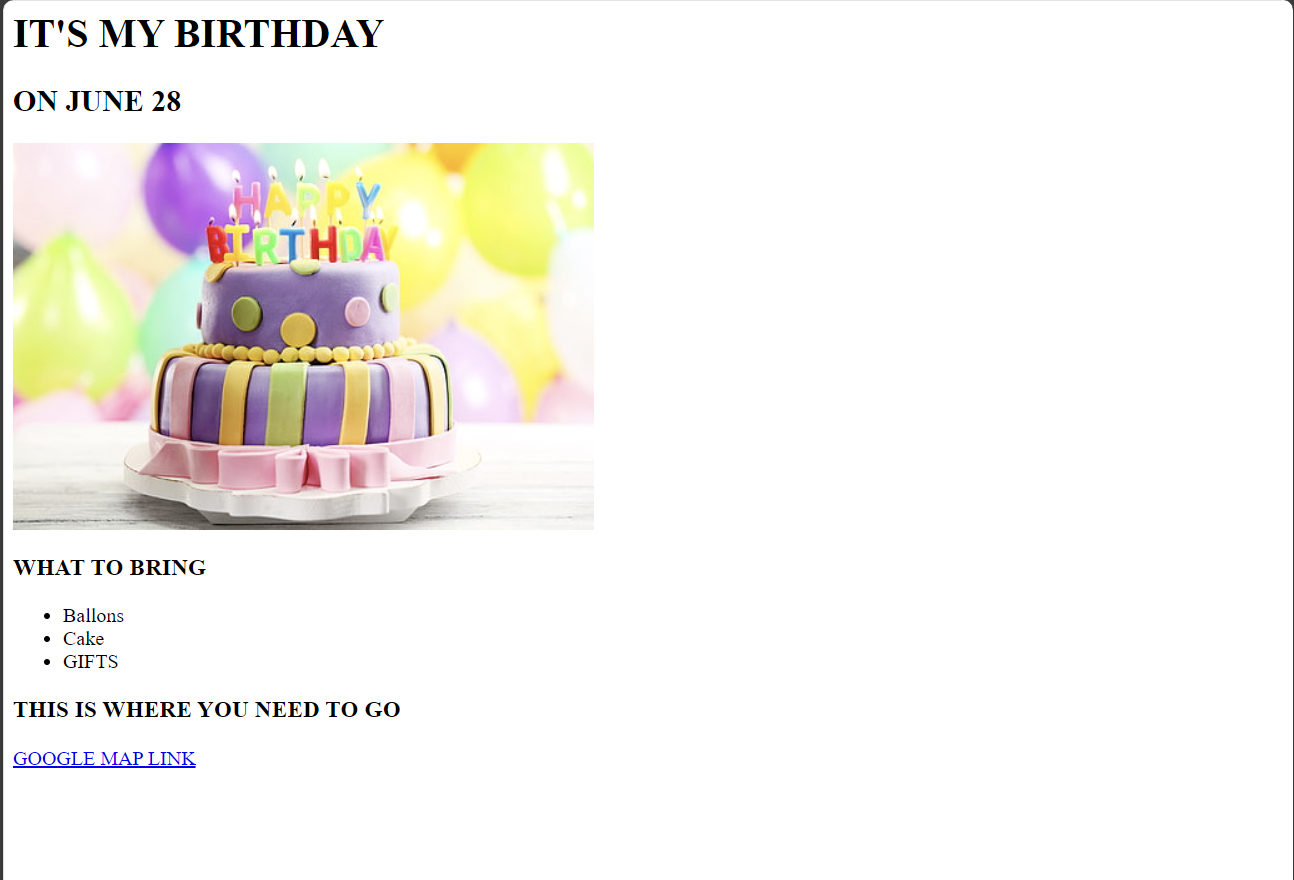 IT'S MY BIRTHDAY
ON JUNE 28
HAPPY
BIRTHDAY
WHAT TO BRING
Ballons
Cake
GIFTS
THIS IS WHERE YOU NEED TO GO
GOOGLE MAP LINK